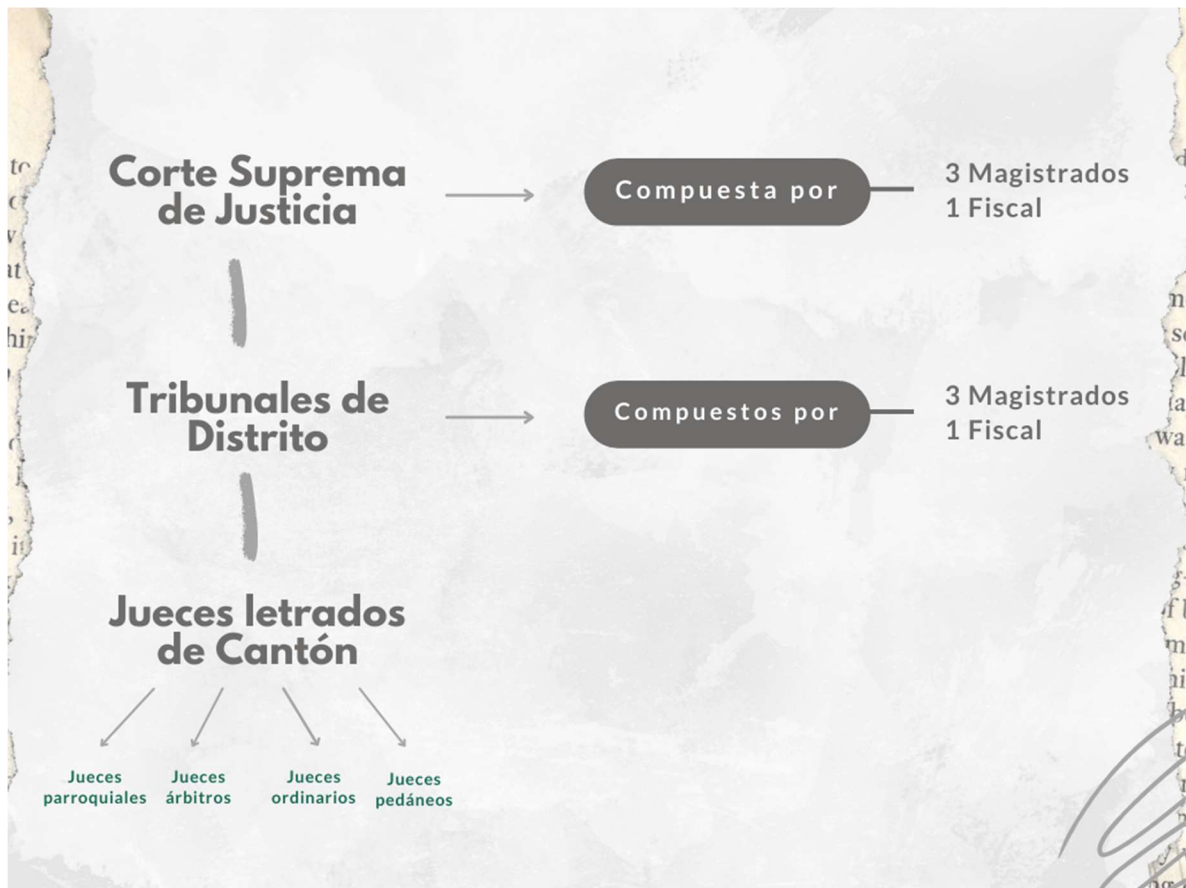 Corte Suprema
de Justicia
Compuesta por
3 Magistrados
1 Fiscal
Tribunales de
Distrito
Compuestos por
3 Magistrados
1 Fiscal
Jueces letrados
de Cantón
Jueces
parroquiales
Jueces
árbitros
Jueces
ordinarios
Jueces
pedáneos